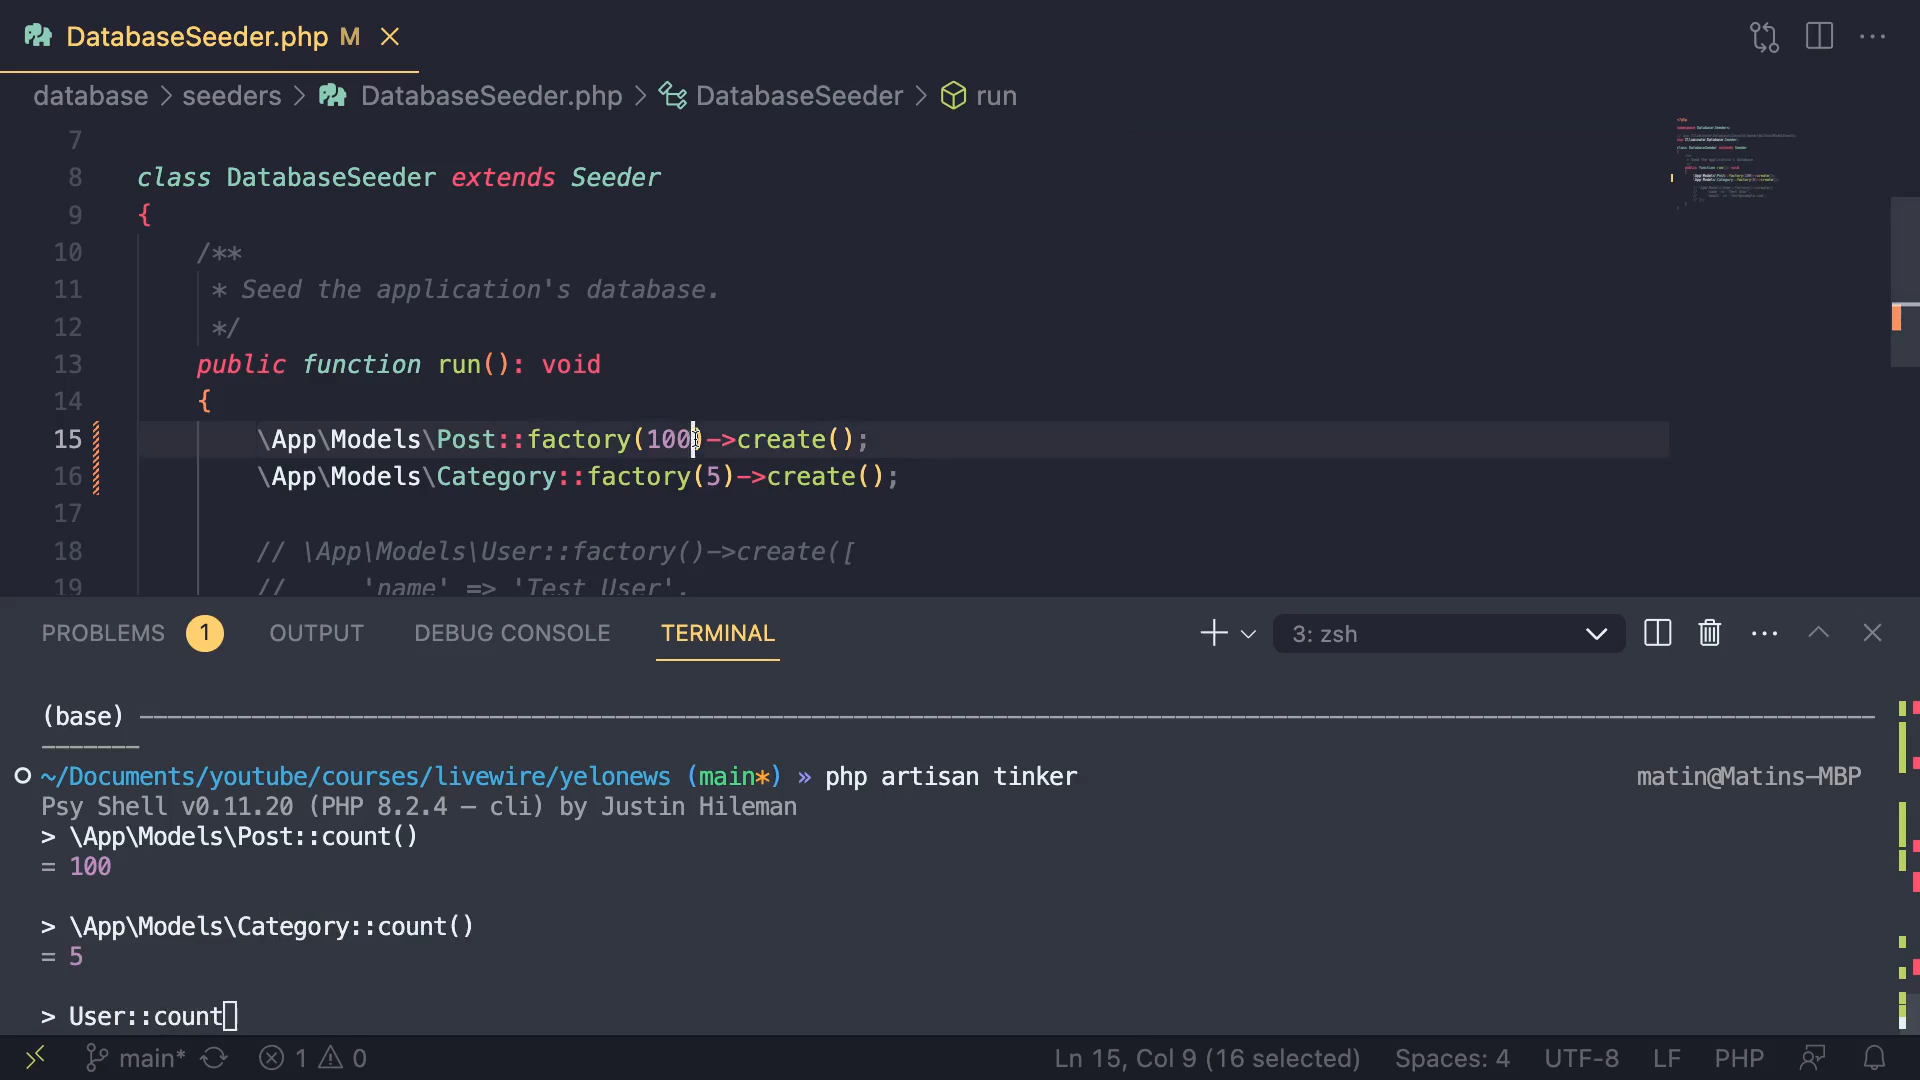 DatabaseSeeder.php M
database > seeders > DatabaseSeeder.php > DatabaseSeeder > run
7
8 class DatabaseSeeder extends Seeder
9 {
10 /**
11 * Seed the application's database.
12 */
13 public function run(): void
14 {
15 \App\Models\Post::factory(100)->create();
16 \App\Models\Category::factory(5)->create();
17
18 // \App\Models\User::factory()->create([
19 // 'name' => 'Test User',
PROBLEMS 1 OUTPUT DEBUG CONSOLE TERMINAL 3: zsh
(base)
~/Documents/youtube/courses/livewire/yelonews (main*) » php artisan tinker matin@Matins-MBP
Psy Shell v0.11.20 (PHP 8.2.4 — cli) by Justin Hileman
> \App\Models\Post::count()
= 100
> \App\Models\Category::count()
= 5
> User::count
main* 1 0 Ln 15, Col 9 (16 selected) Spaces: 4 UTF-8 LF PHP